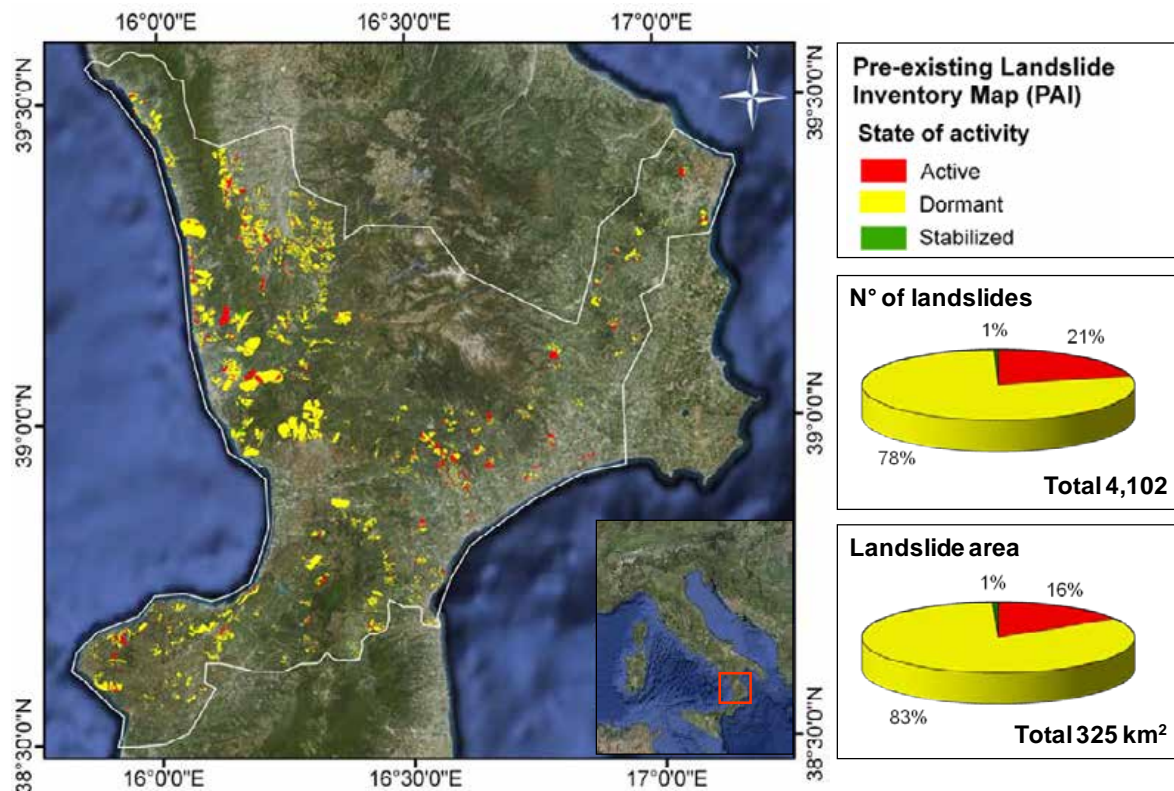 16°0'0"E
16°30'0"E
17°0'0"E
39°30'0"N
39°0'0"N
38°30'0"N
N
39°30'0"N
39°0'0"N
38°30'0"N
16°0'0"E
16°30'0"E
17°0'0"E
Pre-existing Landslide
Inventory Map (PAI)
State of activity
Active
Dormant
Stabilized
N° of landslides
1%
21%
78%
Total 4,102
Landslide area
1%
16%
83%
Total 325 km²